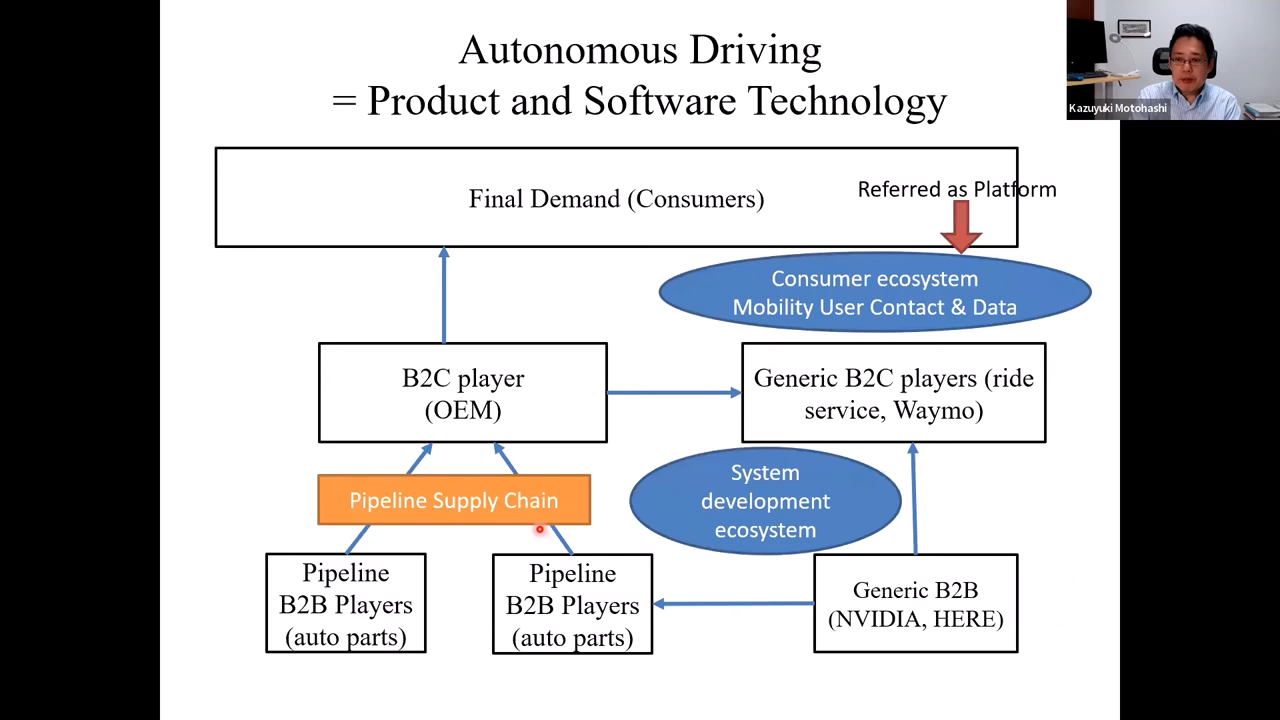 Autonomous Driving
= Product and Software Technology
Kazuyuki Motohashi
Final Demand (Consumers)
Referred as Platform
Consumer ecosystem
Mobility User Contact & Data
B2C player
(OEM)
Generic B2C players (ride
service, Waymo)
Pipeline Supply Chain
System
development
ecosystem
Pipeline
B2B Players
(auto parts)
Pipeline
B2B Players
(auto parts)
Generic B2B
(NVIDIA, HERE)